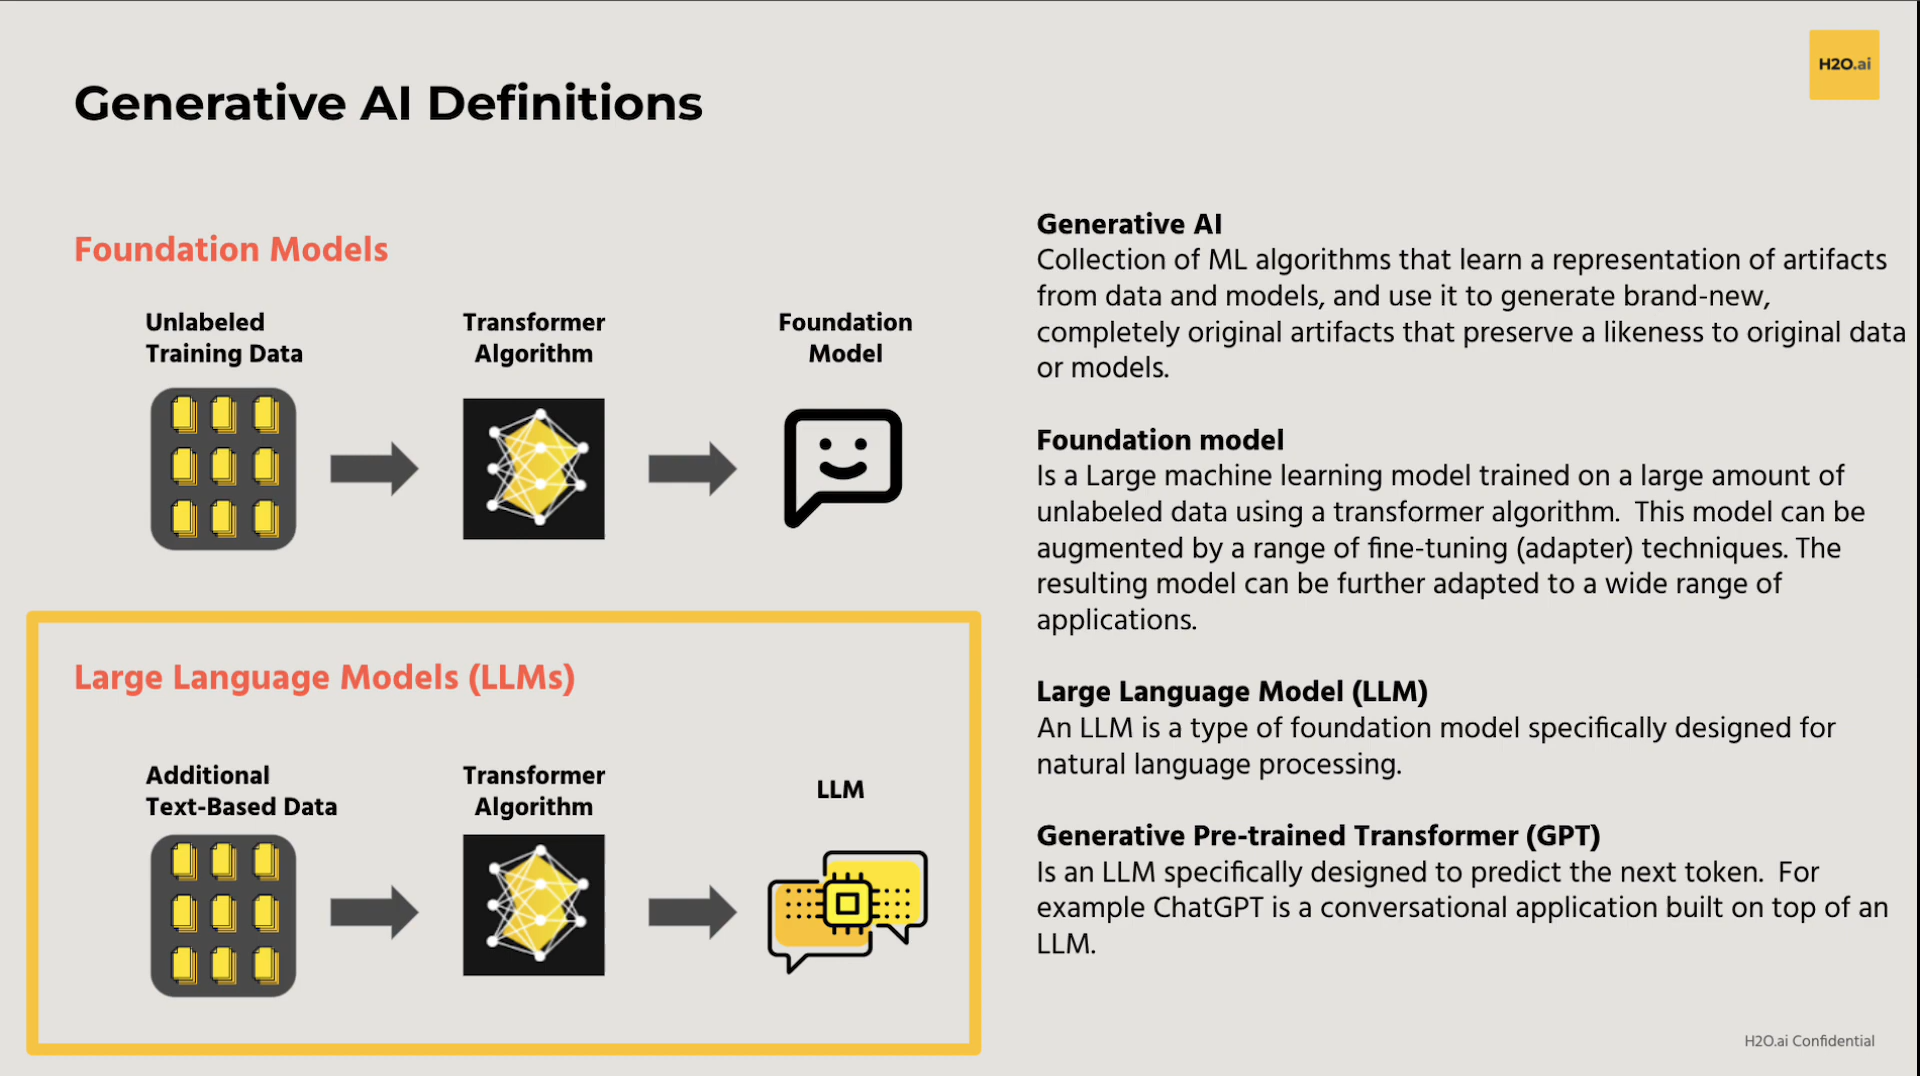 H2O.ai
Generative AI Definitions
Foundation Models
Unlabeled
Training Data
Transformer
Algorithm
Foundation
Model
Large Language Models (LLMs)
Additional
Text-Based Data
Transformer
Algorithm
LLM
Generative AI
Collection of ML algorithms that learn a representation of artifacts
from data and models, and use it to generate brand-new,
completely original artifacts that preserve a likeness to original data
or models.
Foundation model
Is a Large machine learning model trained on a large amount of
unlabeled data using a transformer algorithm.  This model can be
augmented by a range of fine-tuning (adapter) techniques. The
resulting model can be further adapted to a wide range of
applications.
Large Language Model (LLM)
An LLM is a type of foundation model specifically designed for
natural language processing.
Generative Pre-trained Transformer (GPT)
Is an LLM specifically designed to predict the next token.  For
example ChatGPT is a conversational application built on top of an
LLM.
H2O.ai Confidential